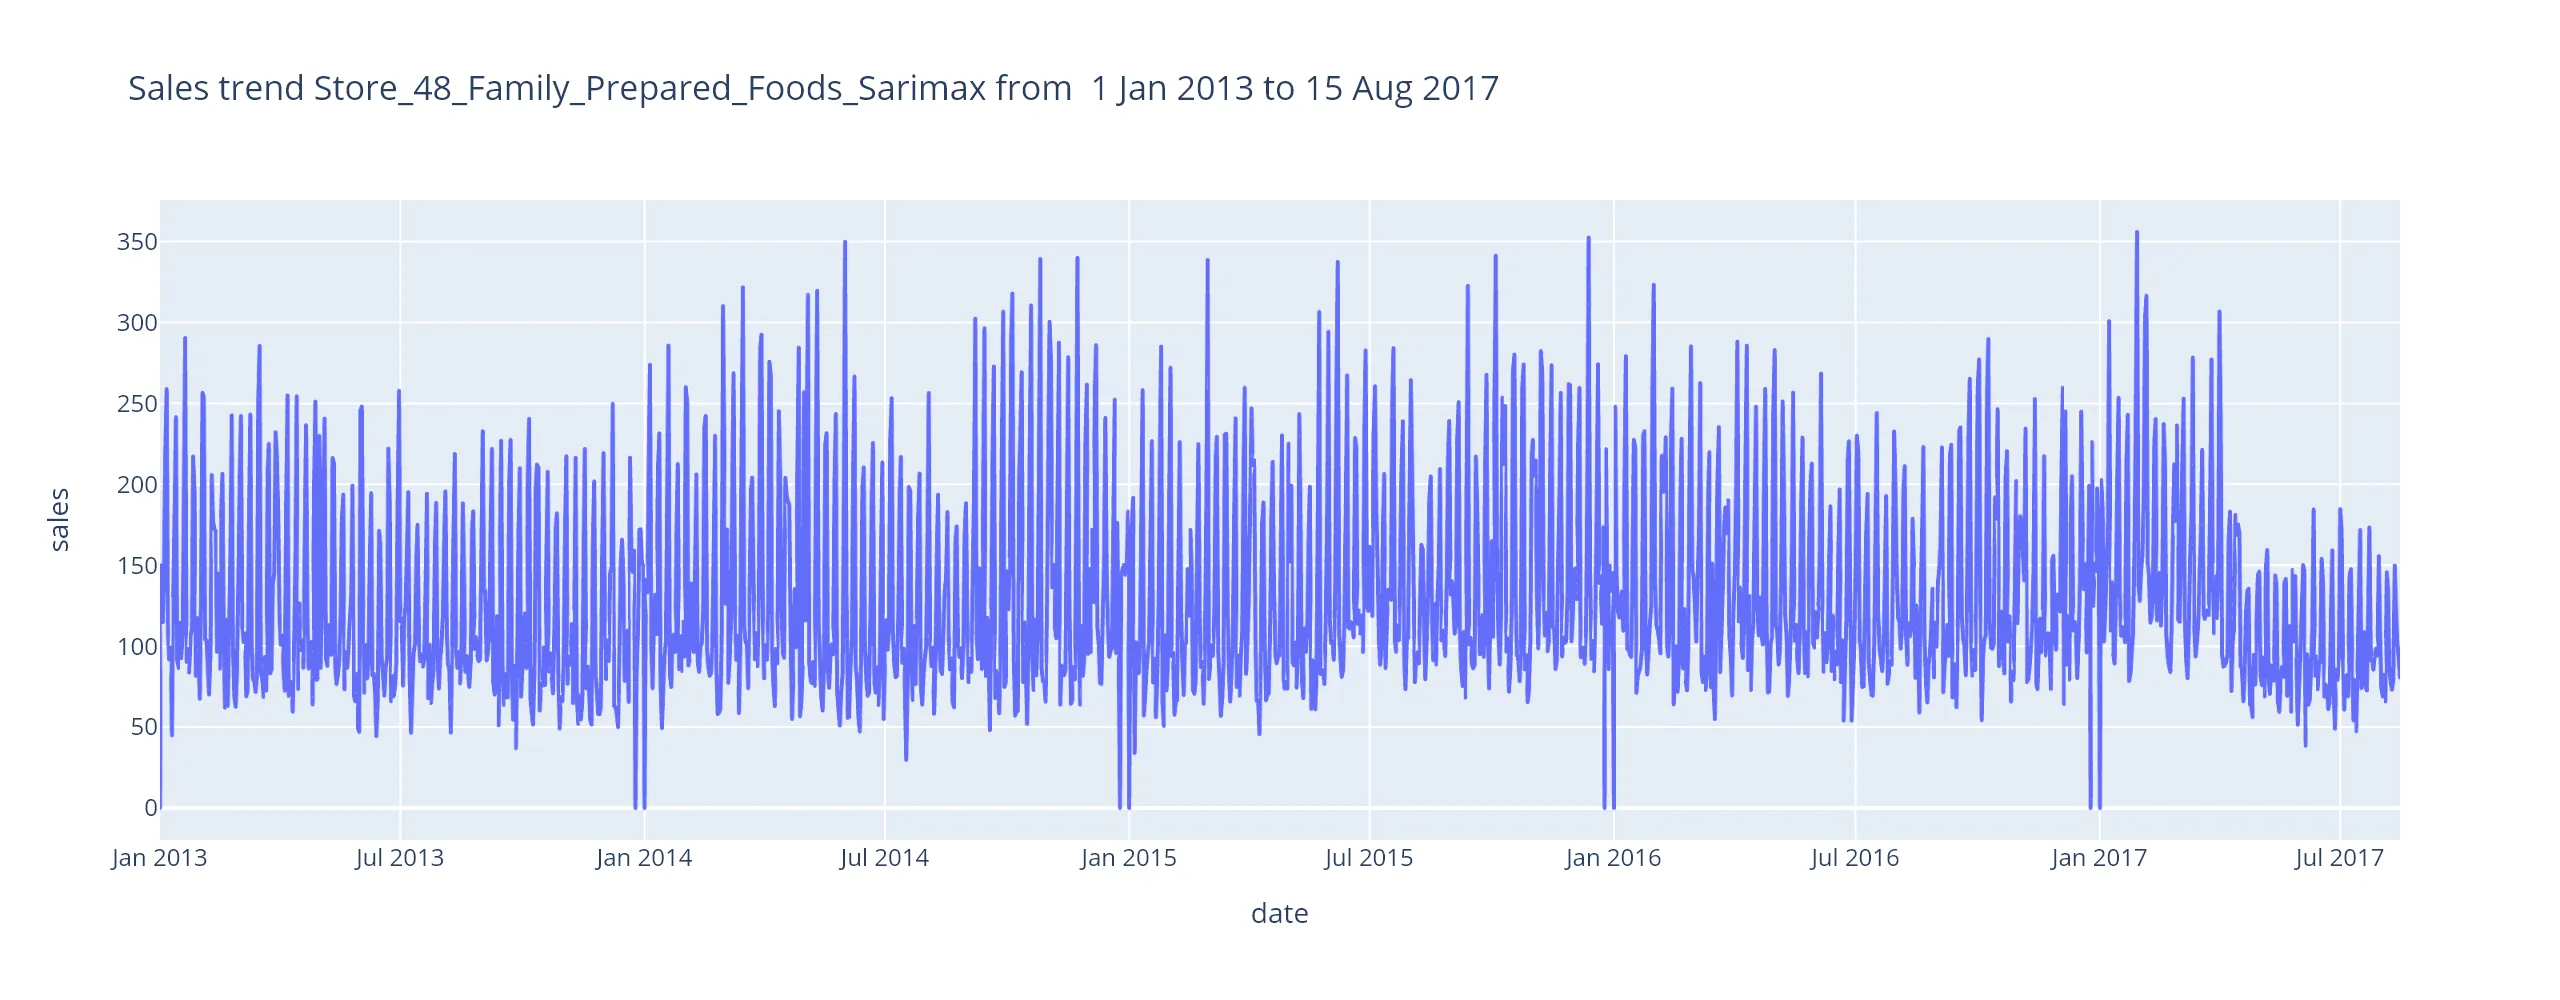 Sales trend Store_48_Family_Prepared_Foods_Sarimax from  1 Jan 2013 to 15 Aug 2017
350
300
250
200
150
100
50
0
sales
Jan 2013 Jul 2013 Jan 2014 Jul 2014 Jan 2015 Jul 2015 Jan 2016 Jul 2016 Jan 2017 Jul 2017
date